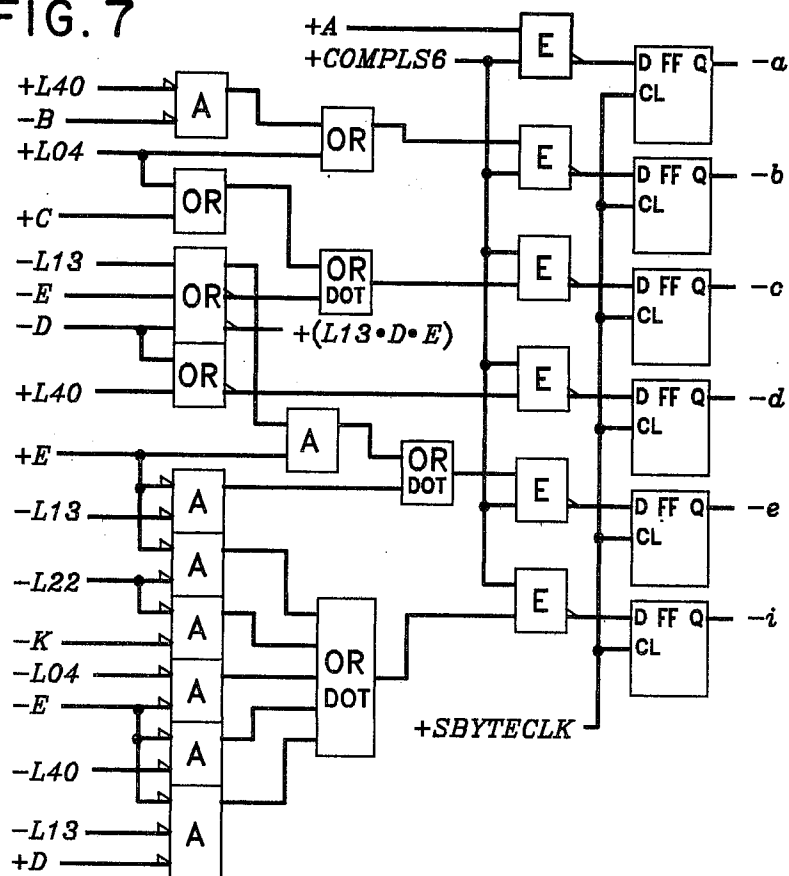 FIG. 7
+A
+COMPLS6
E
D FF Q
CL
-a
+L40
-B
A
+L04
OR
E
D FF Q
CL
-b
+C
OR
-L13
-E
-D
OR
OR
DOT
E
D FF Q
CL
-c
+(L13•D•E)
OR
+L40
E
D FF Q
CL
-d
+E
A
OR
DOT
E
D FF Q
CL
-e
-L13
A
-L22
A
-K
A
-L04
A
-E
A
-L40
OR
DOT
E
D FF Q
CL
-i
+SBYTECLK
-L13
A
+D